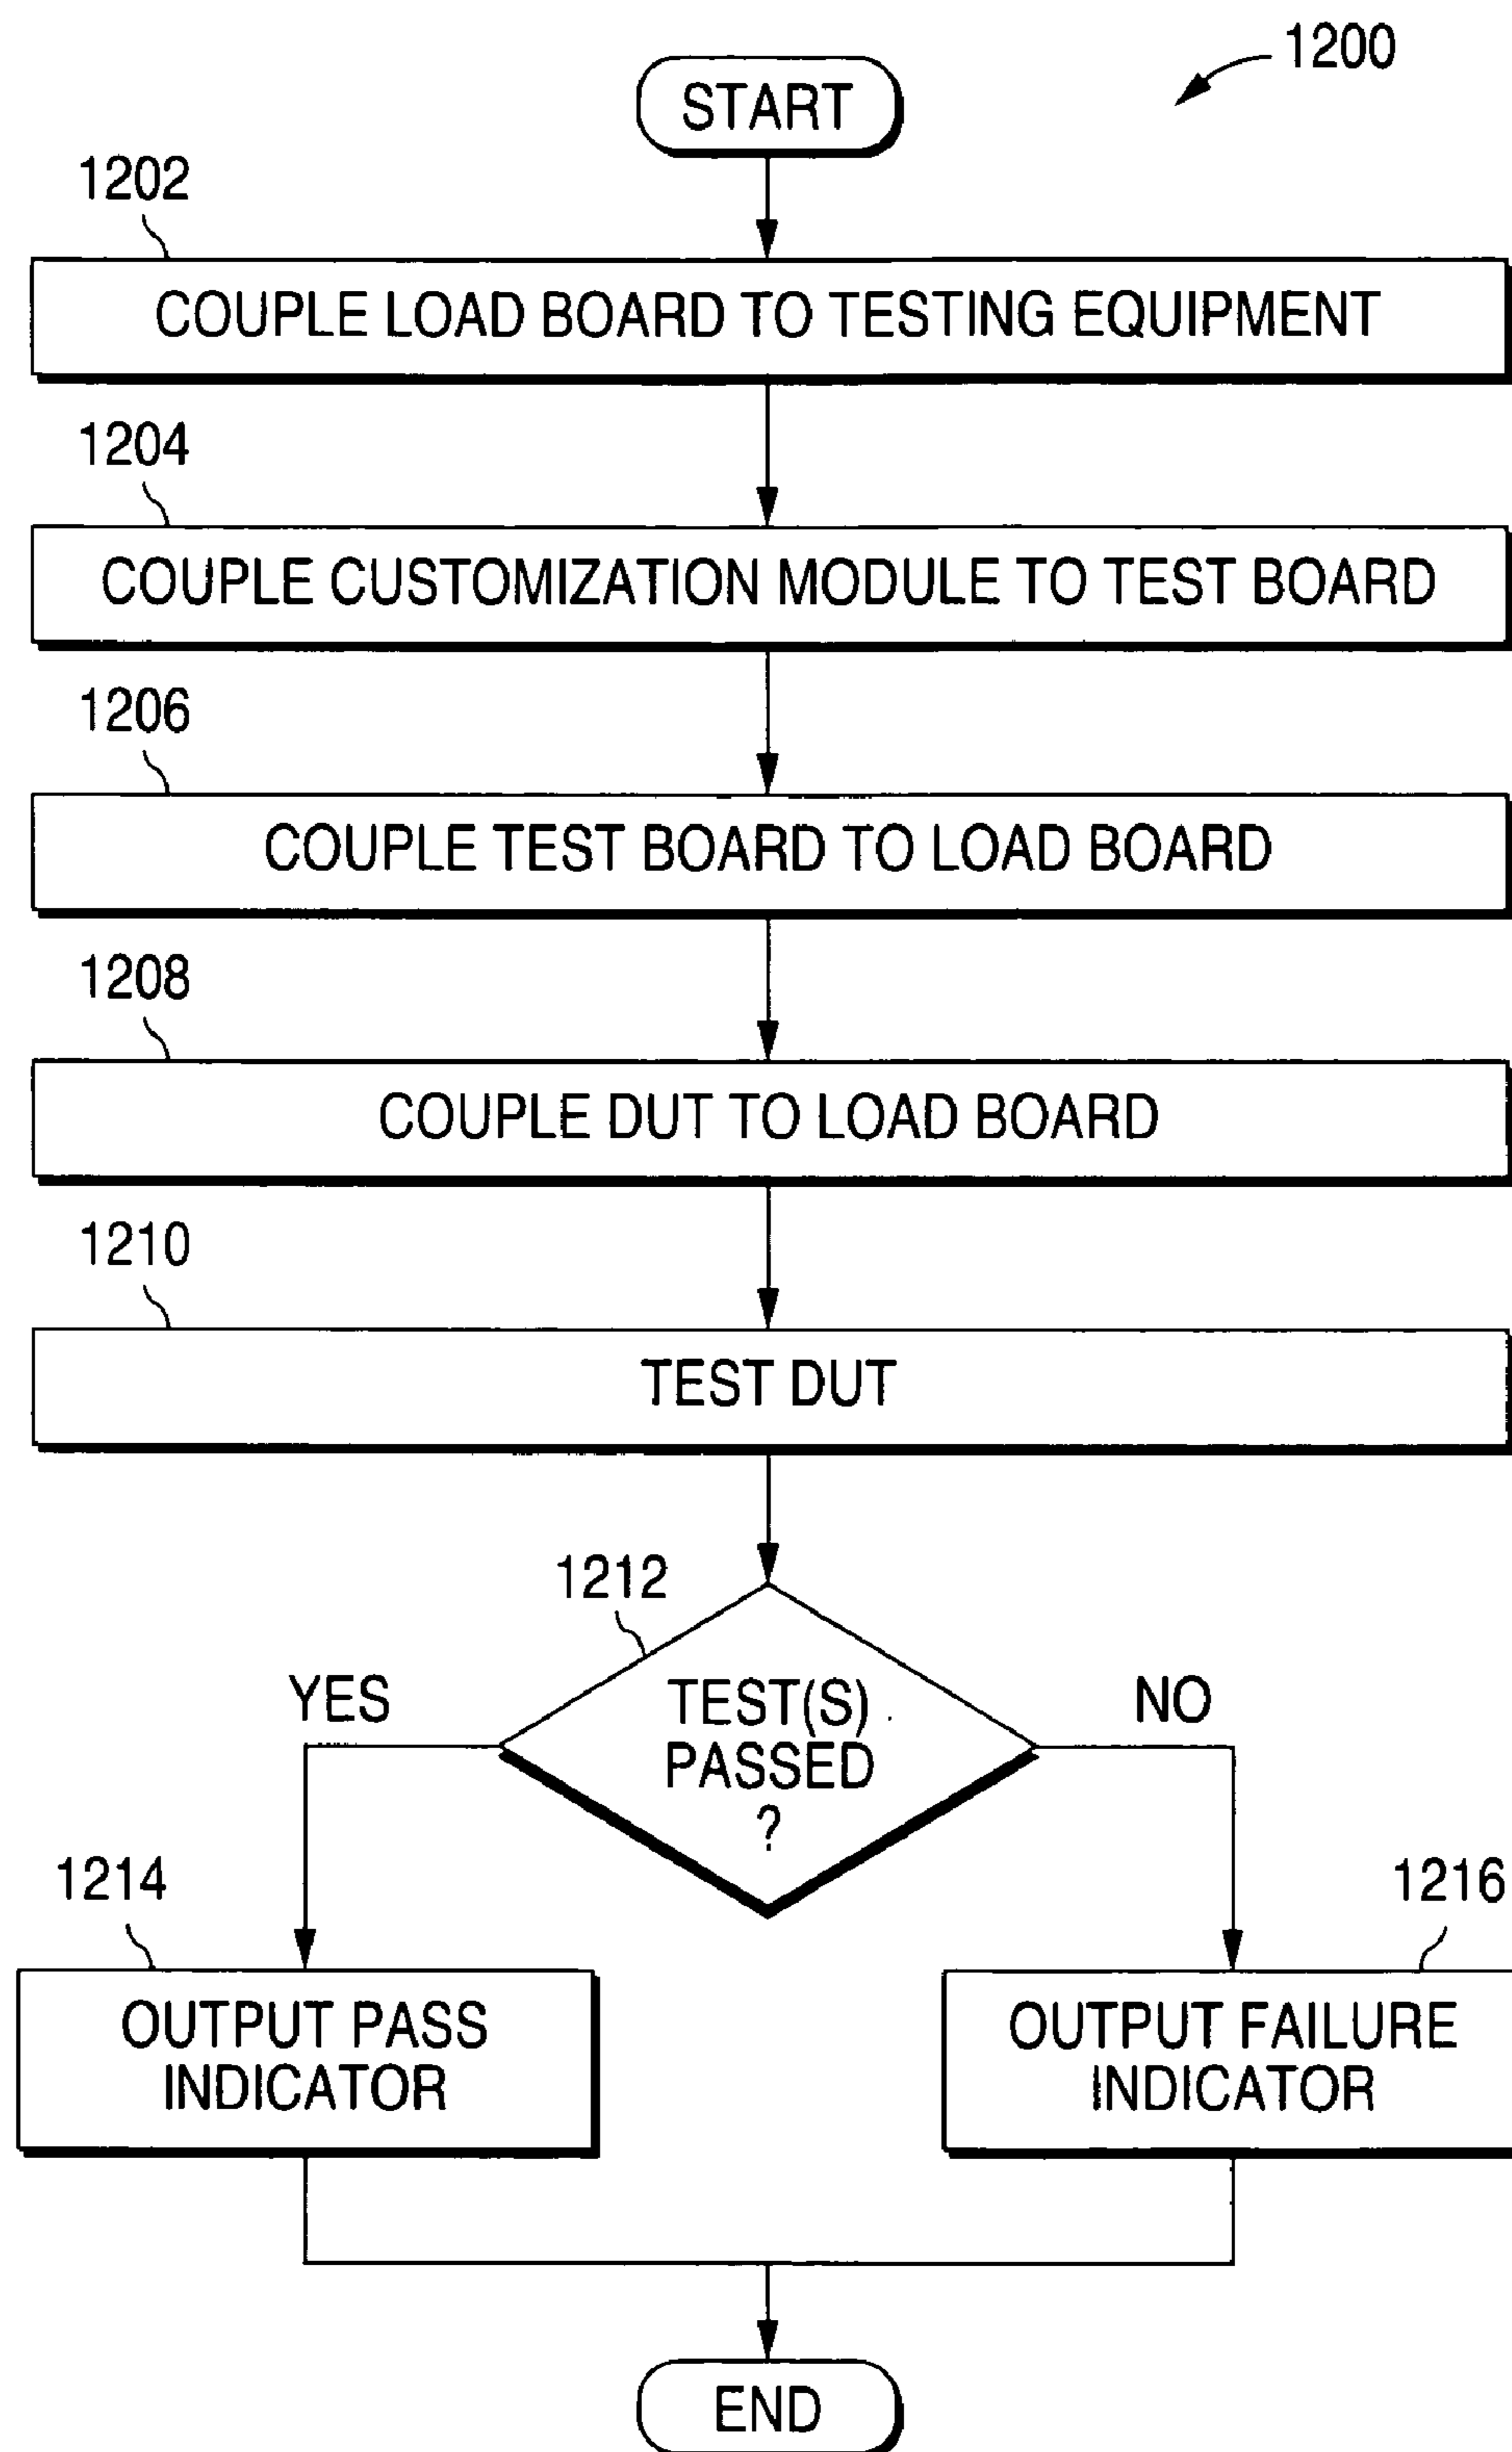 1200
START
1202
COUPLE LOAD BOARD TO TESTING EQUIPMENT
1204
COUPLE CUSTOMIZATION MODULE TO TEST BOARD
1206
COUPLE TEST BOARD TO LOAD BOARD
1208
COUPLE DUT TO LOAD BOARD
1210
TEST DUT
1212
YES
TEST(S)
PASSED
?
NO
1214
OUTPUT PASS
INDICATOR
1216
OUTPUT FAILURE
INDICATOR
END